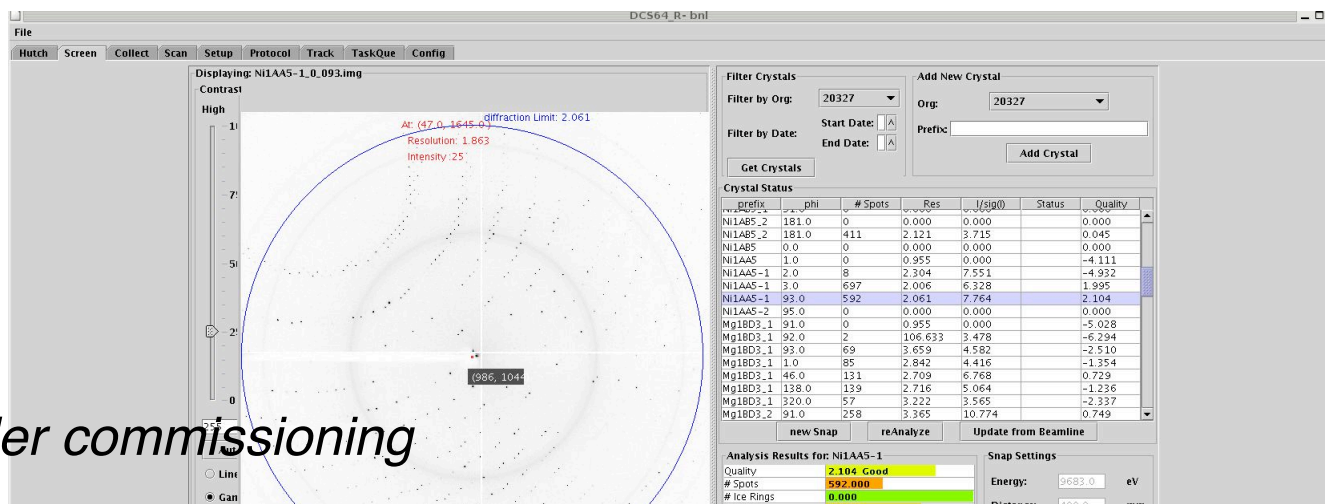 DCS64_R- bnl
File
Hutch Screen Collect Scan Setup Protocol Track TaskQue Config
Displaying: Ni1AA5-1_0_093.img
Contrast
High
diffraction Limit: 2.061
At: (47.0, 1645.0)
Resolution: 1.863
Intensity :25
(986, 1044
der commissioning
Line
Gan
Filter Crystals
Filter by Org: 20327
Filter by Date:
Start Date:
End Date:
Get Crystals
Add New Crystal
Org: 20327
Prefix:
Add Crystal
Crystal Status
prefix phi # Spots Res I/sig(I) Status Quality
Ni1AB5_2 181.0 0 0.000 0.000 0.000
Ni1AB5_2 181.0 411 2.121 3.715 0.045
Ni1AB5 0.0 0 0.000 0.000 0.000
Ni1AA5 1.0 0 0.955 0.000 -4.111
Ni1AA5-1 2.0 8 2.304 7.551 -4.932
Ni1AA5-1 3.0 697 2.006 6.328 1.995
Ni1AA5-1 93.0 592 2.061 7.764 2.104
Ni1AA5-2 95.0 0 0.000 0.000 0.000
Mg1BD3_1 91.0 0 0.955 0.000 -5.028
Mg1BD3_1 92.0 2 106.633 3.478 -6.294
Mg1BD3_1 93.0 69 3.659 4.582 -2.510
Mg1BD3_1 1.0 85 2.842 4.416 -1.354
Mg1BD3_1 46.0 131 2.709 6.768 0.729
Mg1BD3_1 138.0 139 2.716 5.064 -1.236
Mg1BD3_1 320.0 57 3.222 3.565 -2.337
Mg1BD3_2 91.0 258 3.365 10.774 0.749
new Snap reAnalyze Update from Beamline
Analysis Results for: Ni1AA5-1
Quality 2.104 Good
# Spots 592.000
# Ice Rings 0.000
Snap Settings
Energy: 9683.0 eV